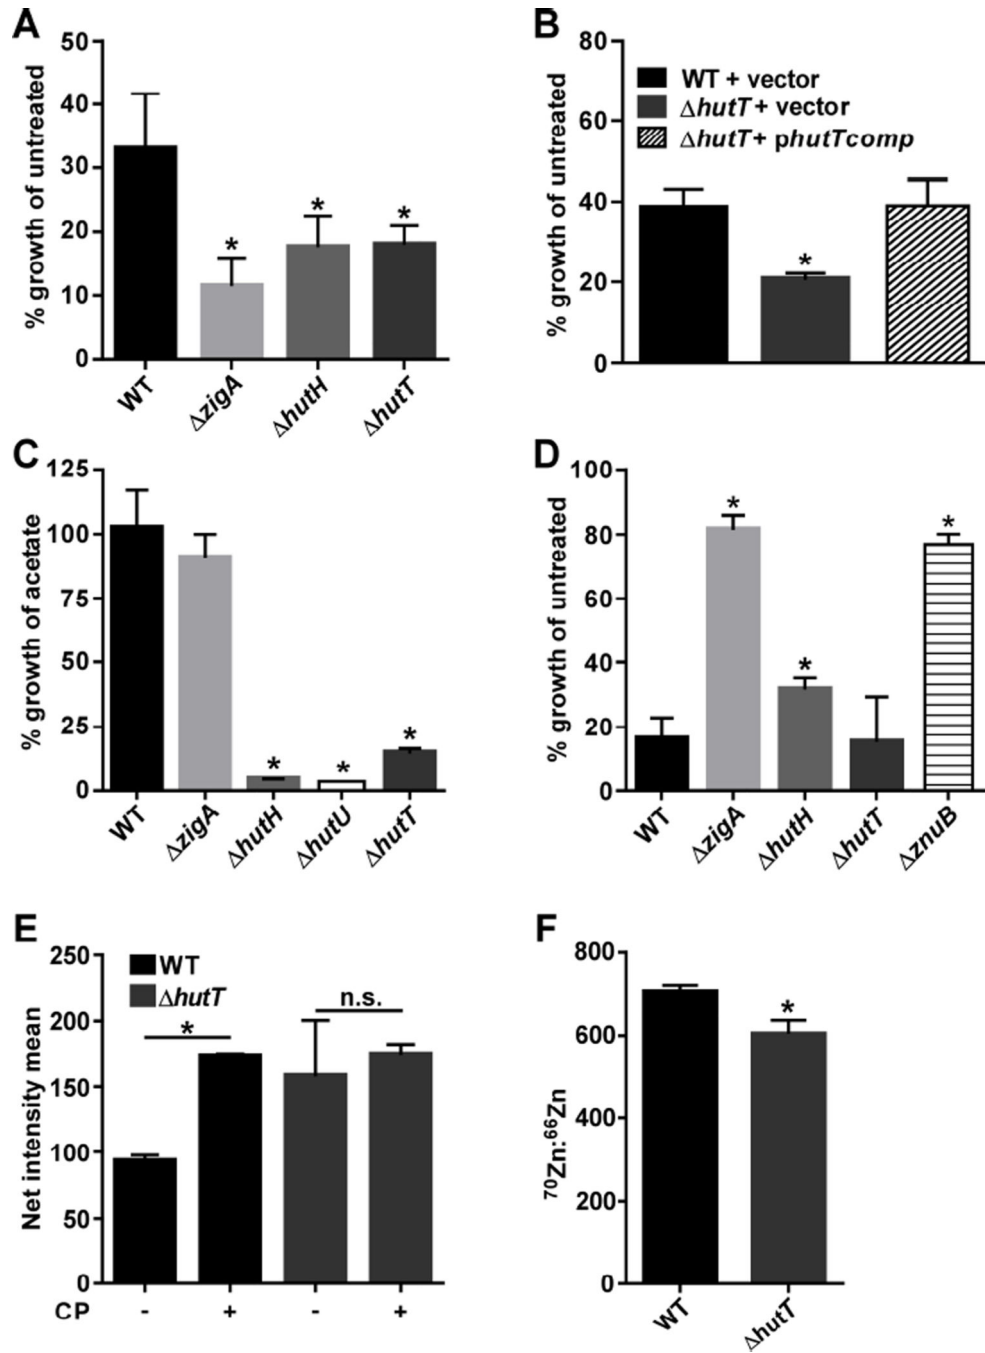 A
% growth of untreated
50
40
30
20
10
0
*
*
*
WT
ΔzigA
ΔhutH
ΔhutT
B
% growth of untreated
80
60
40
20
0
WT + vector
ΔhutT + vector
ΔhutT + phutTcomp
*
C
% growth of acetate
125
100
75
50
25
0
*
*
*
WT
ΔzigA
ΔhutH
ΔhutU
ΔhutT
D
% growth of untreated
100
80
60
40
20
0
*
*
*
WT
ΔzigA
ΔhutH
ΔhutT
ΔznuB
E
Net intensity mean
250
200
150
100
50
0
WT
ΔhutT
*
n.s.
CP - + - +
F
⁷⁰Zn:⁶⁶Zn
800
600
400
200
0
*
WT
ΔhutT